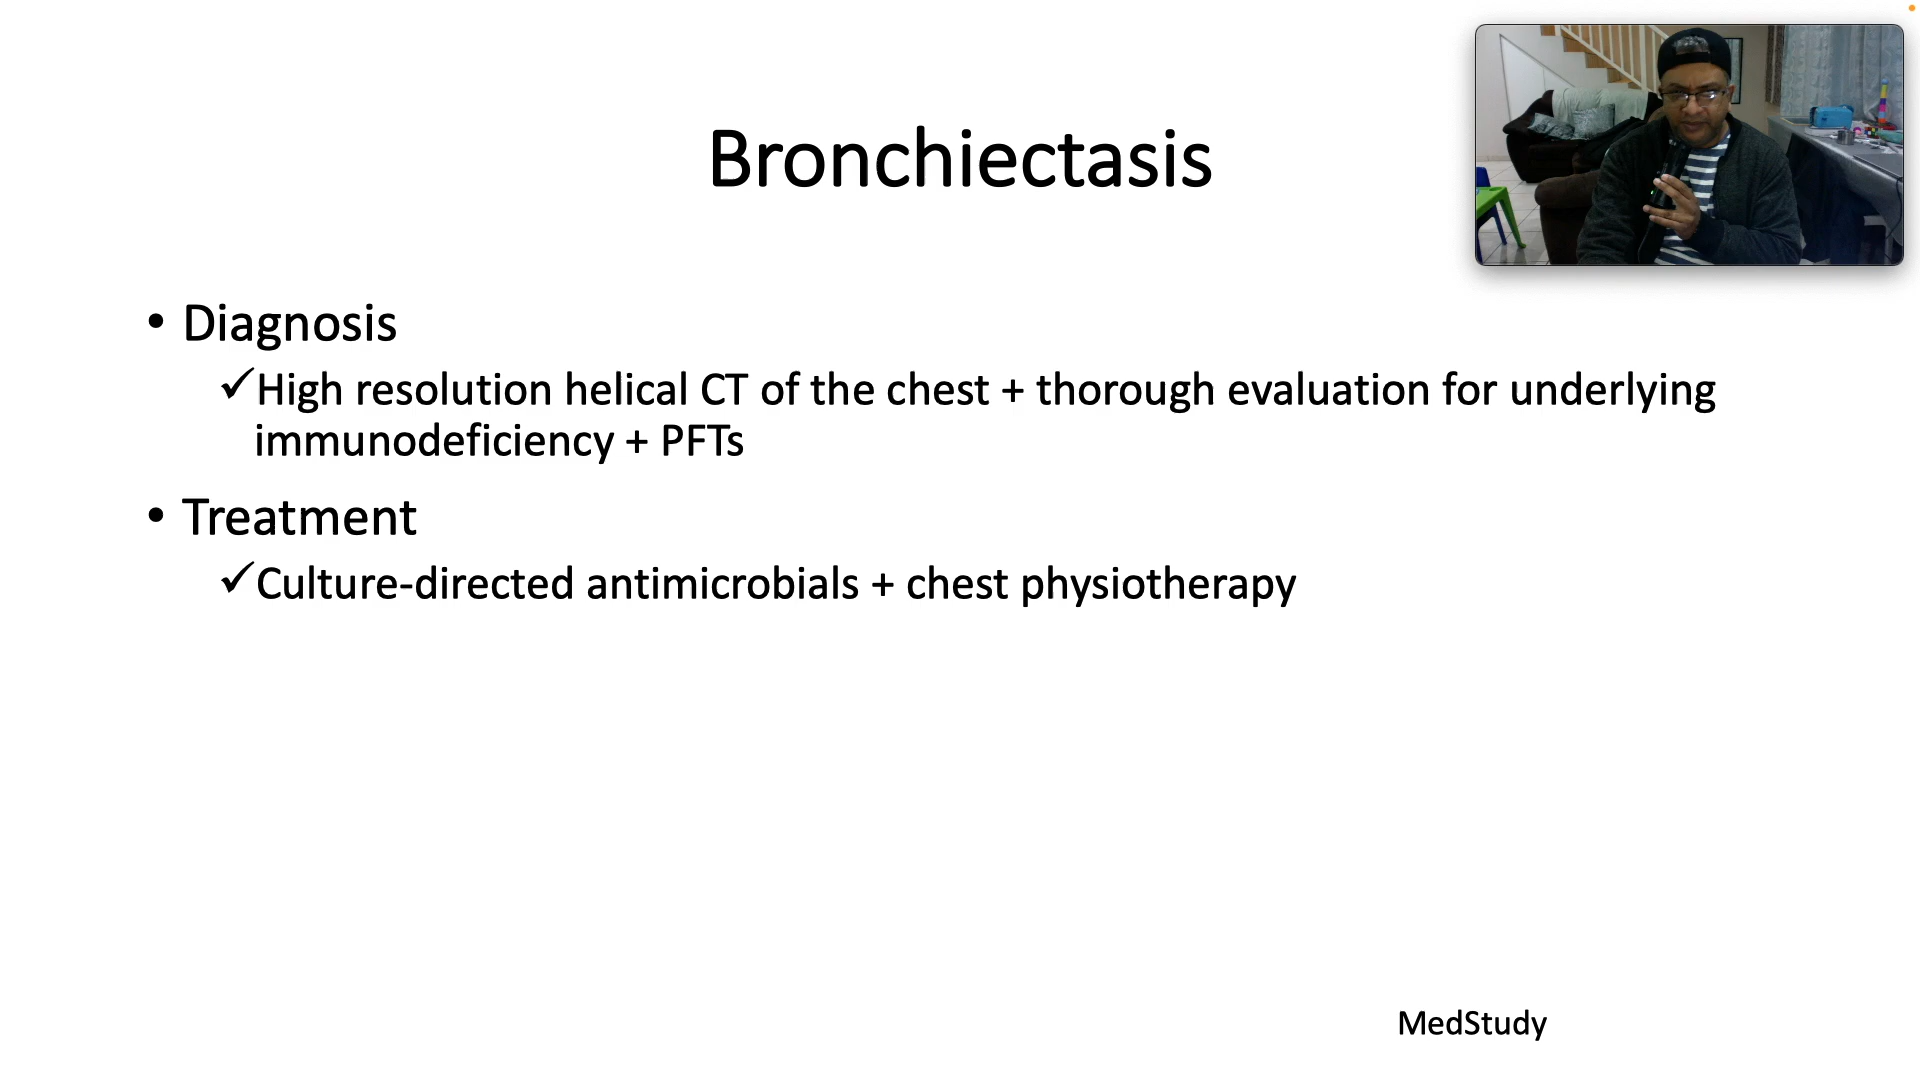 Bronchiectasis
• Diagnosis
✓High resolution helical CT of the chest + thorough evaluation for underlying
immunodeficiency + PFTs
• Treatment
✓Culture-directed antimicrobials + chest physiotherapy
MedStudy